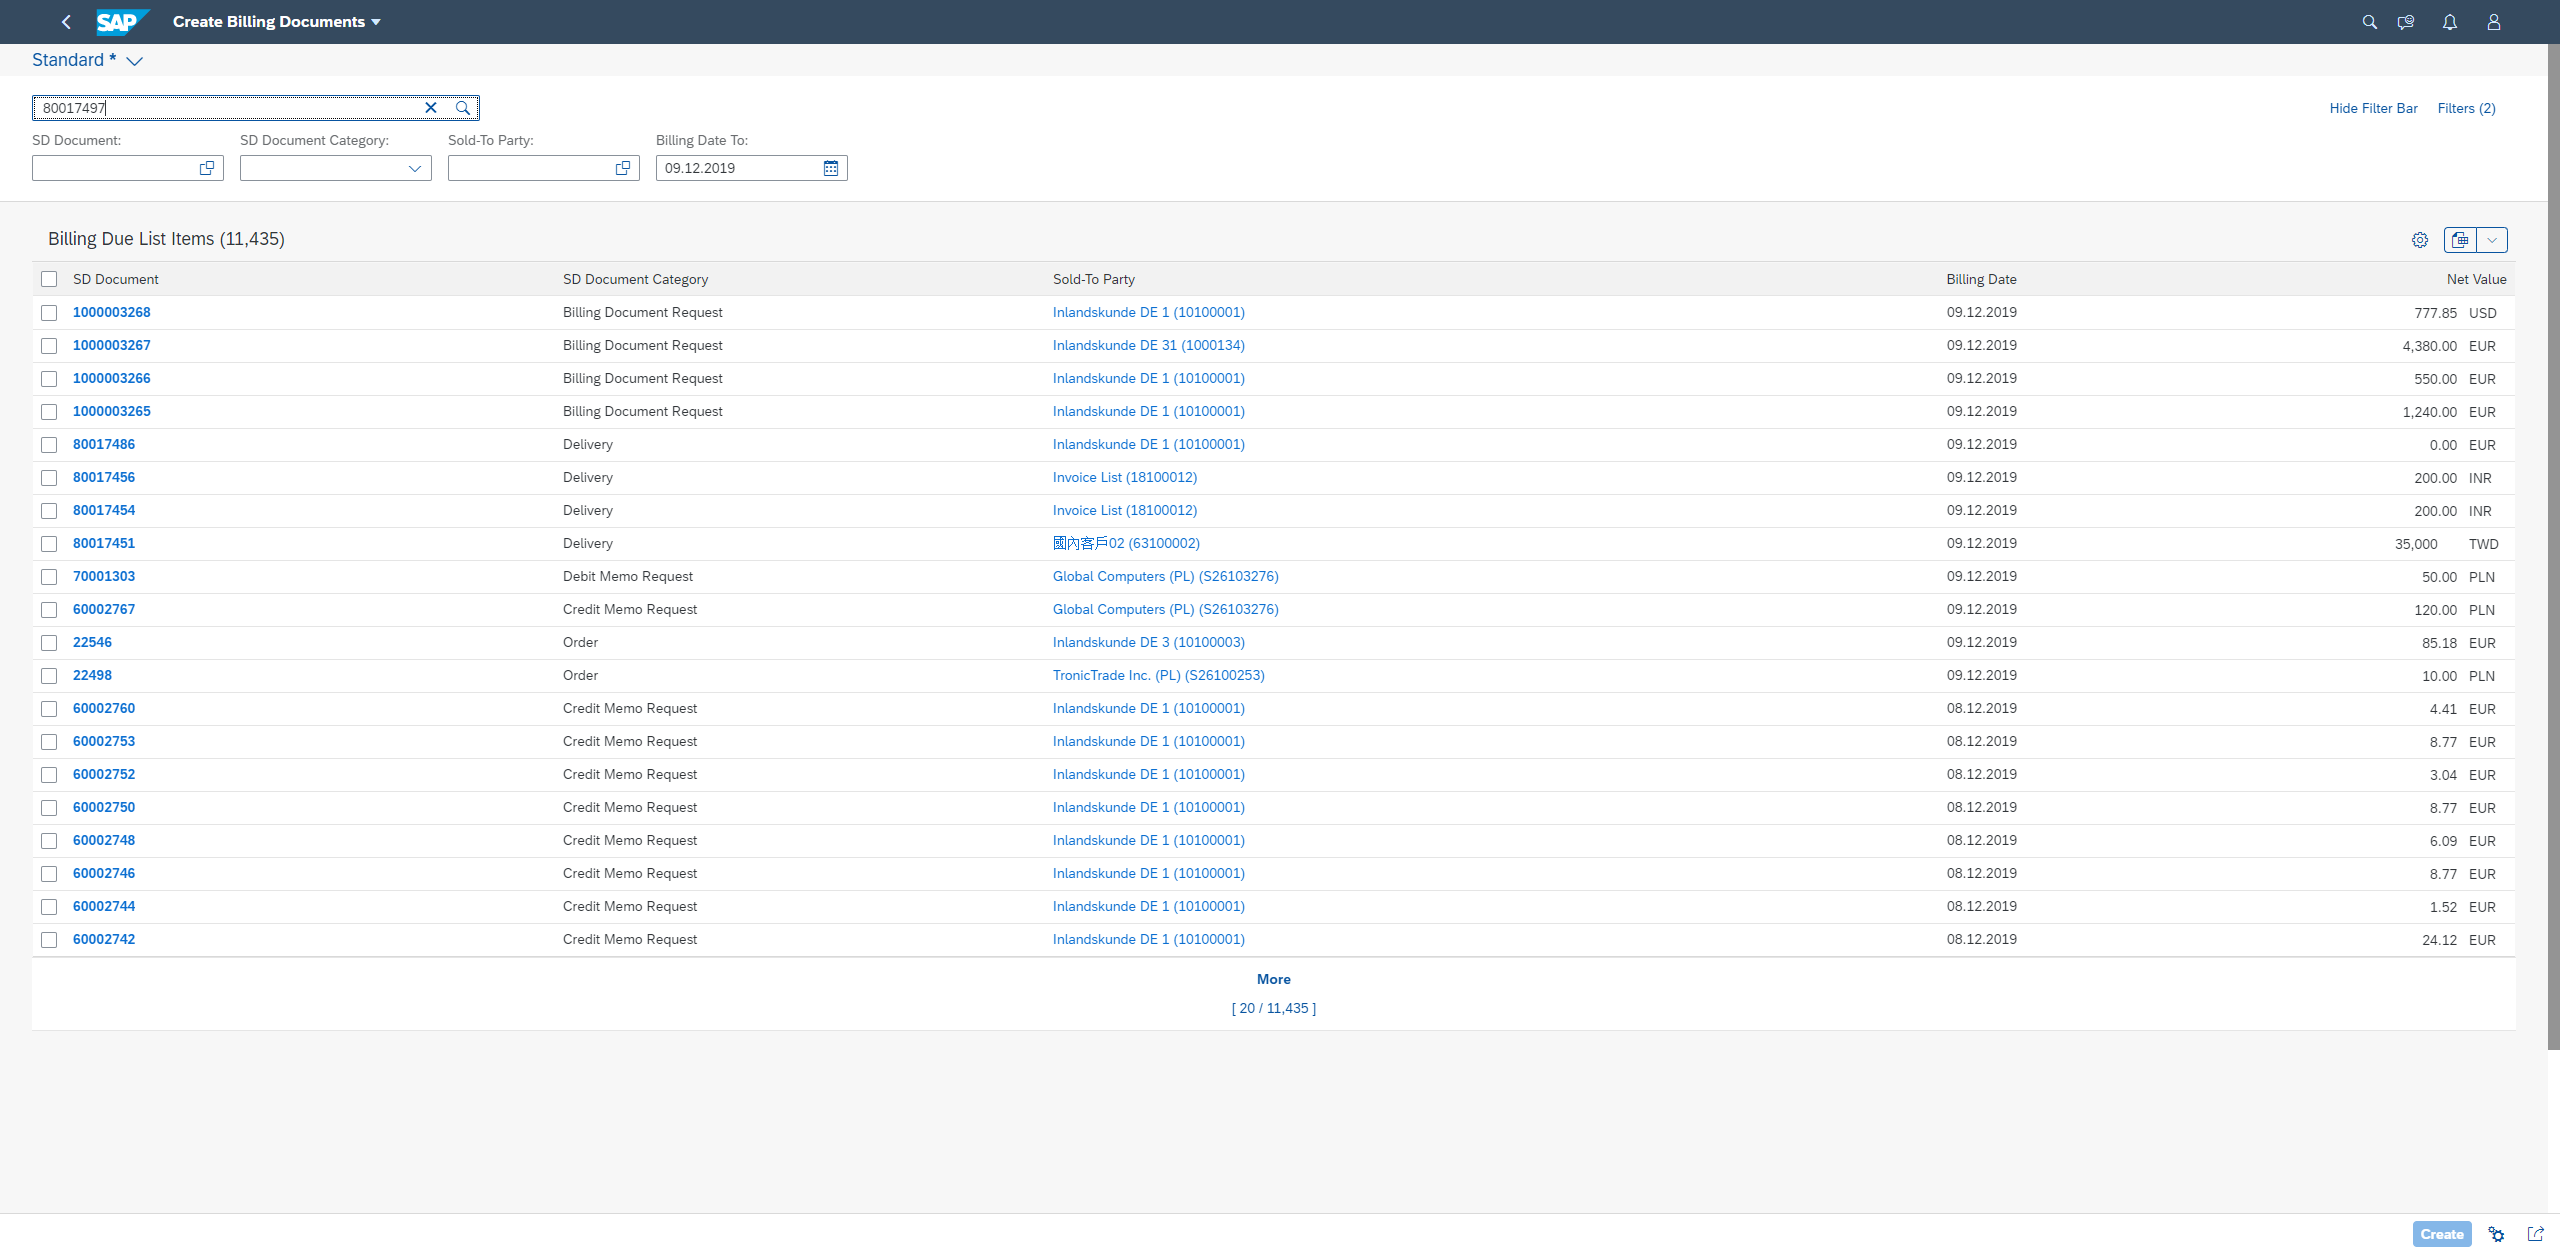 SAP Create Billing Documents
Standard *
80017497
Hide Filter Bar Filters (2)
SD Document: SD Document Category: Sold-To Party: Billing Date To:
09.12.2019
Billing Due List Items (11,435)
SD Document SD Document Category Sold-To Party Billing Date Net Value
1000003268 Billing Document Request Inlandskunde DE 1 (10100001) 09.12.2019 777.85 USD
1000003267 Billing Document Request Inlandskunde DE 31 (1000134) 09.12.2019 4,380.00 EUR
1000003266 Billing Document Request Inlandskunde DE 1 (10100001) 09.12.2019 550.00 EUR
1000003265 Billing Document Request Inlandskunde DE 1 (10100001) 09.12.2019 1,240.00 EUR
80017486 Delivery Inlandskunde DE 1 (10100001) 09.12.2019 0.00 EUR
80017456 Delivery Invoice List (18100012) 09.12.2019 200.00 INR
80017454 Delivery Invoice List (18100012) 09.12.2019 200.00 INR
80017451 Delivery 國內客戶02 (63100002) 09.12.2019 35,000 TWD
70001303 Debit Memo Request Global Computers (PL) (S26103276) 09.12.2019 50.00 PLN
60002767 Credit Memo Request Global Computers (PL) (S26103276) 09.12.2019 120.00 PLN
22546 Order Inlandskunde DE 3 (10100003) 09.12.2019 85.18 EUR
22498 Order TronicTrade Inc. (PL) (S26100253) 09.12.2019 10.00 PLN
60002760 Credit Memo Request Inlandskunde DE 1 (10100001) 08.12.2019 4.41 EUR
60002753 Credit Memo Request Inlandskunde DE 1 (10100001) 08.12.2019 8.77 EUR
60002752 Credit Memo Request Inlandskunde DE 1 (10100001) 08.12.2019 3.04 EUR
60002750 Credit Memo Request Inlandskunde DE 1 (10100001) 08.12.2019 8.77 EUR
60002748 Credit Memo Request Inlandskunde DE 1 (10100001) 08.12.2019 6.09 EUR
60002746 Credit Memo Request Inlandskunde DE 1 (10100001) 08.12.2019 8.77 EUR
60002744 Credit Memo Request Inlandskunde DE 1 (10100001) 08.12.2019 1.52 EUR
60002742 Credit Memo Request Inlandskunde DE 1 (10100001) 08.12.2019 24.12 EUR
More
[ 20 / 11,435 ]
Create